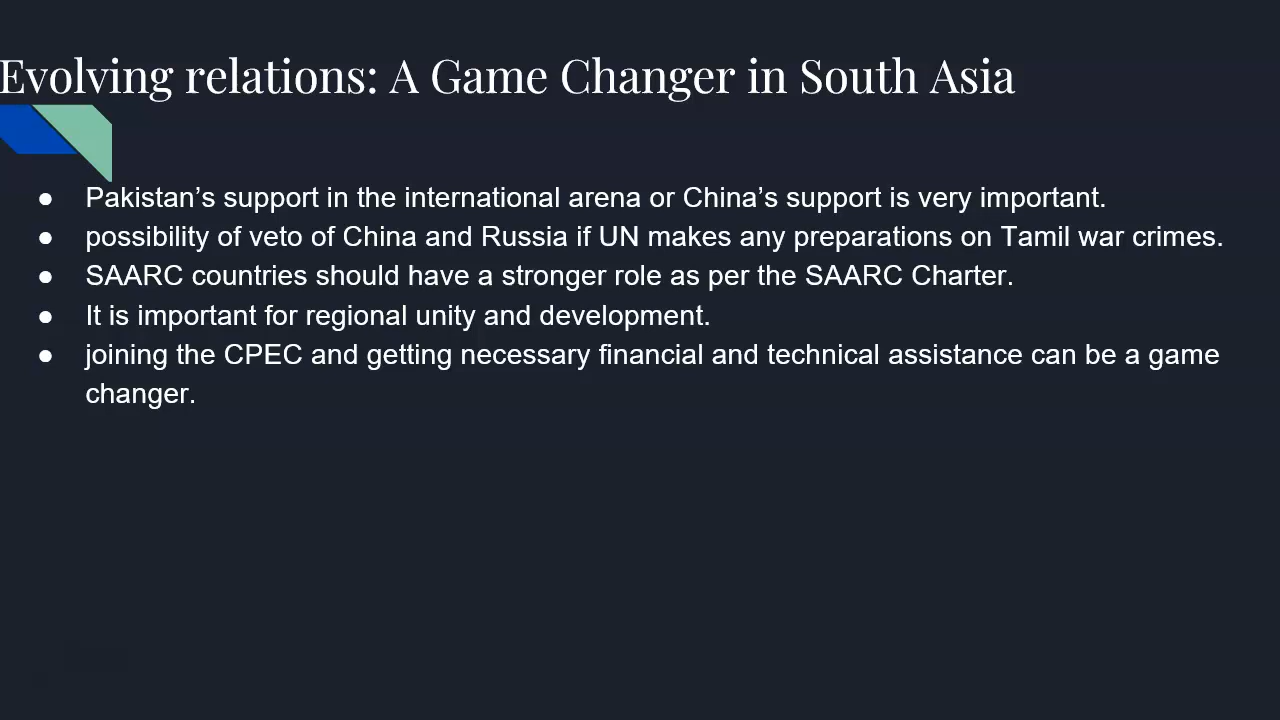 Evolving relations: A Game Changer in South Asia
● Pakistan’s support in the international arena or China’s support is very important.
● possibility of veto of China and Russia if UN makes any preparations on Tamil war crimes.
● SAARC countries should have a stronger role as per the SAARC Charter.
● It is important for regional unity and development.
● joining the CPEC and getting necessary financial and technical assistance can be a game
changer.